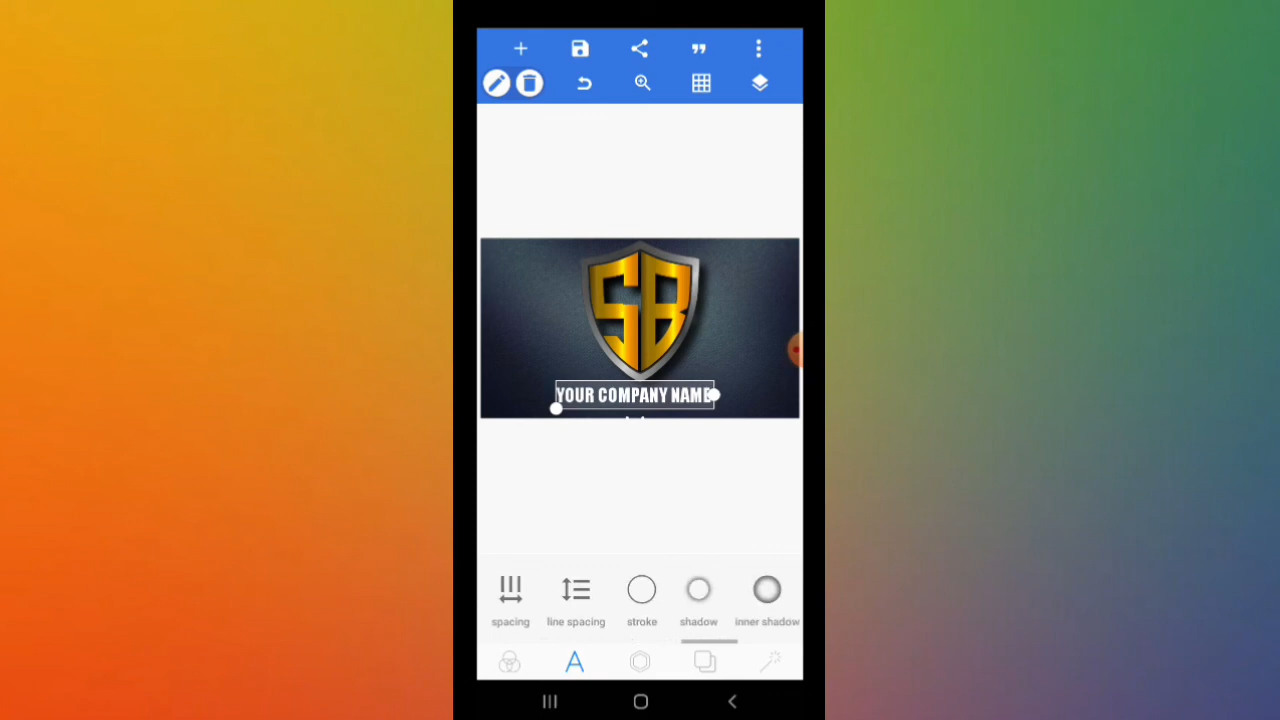 SB
YOUR COMPANY NAME
spacing
line spacing
stroke
shadow
inner shadow